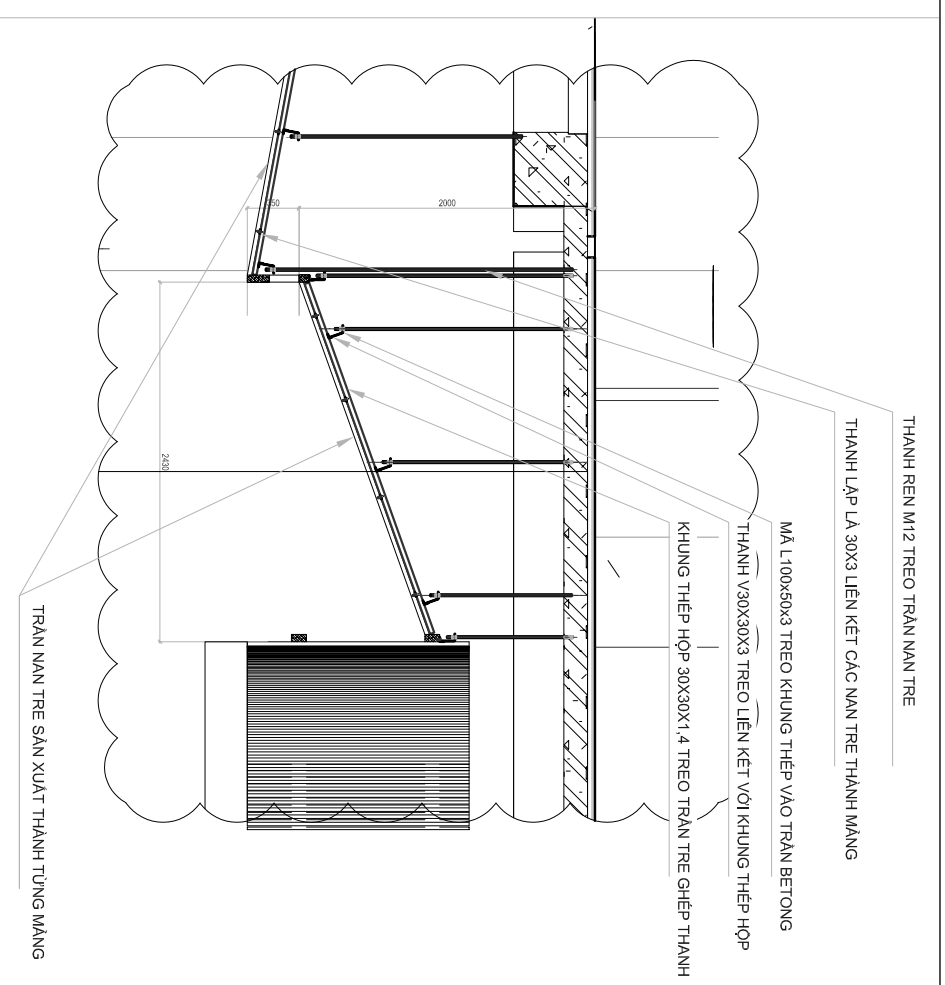 THANH REN M12 TREO TRẦN NAN TRE
THANH LẬP LÀ 30X3 LIÊN KẾT CÁC NAN TRE THÀNH MẢNG
MÃ L100x50x3 TREO KHUNG THÉP VÀO TRẦN BETONG
THANH V30X30X3 TREO LIÊN KẾT VỚI KHUNG THÉP HỘP
KHUNG THÉP HỘP 30X30X1,4 TREO TRẦN TRE GHÉP THANH
2000
350
2430
TRẦN NAN TRE SẢN XUẤT THÀNH TỪNG MẢNG